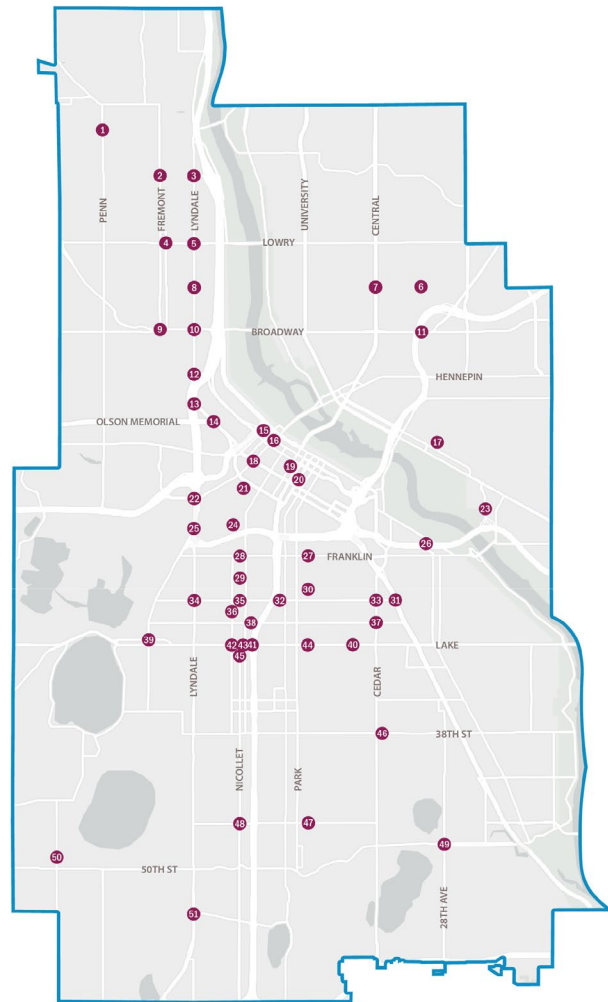 1
2
3
PENN
FREMONT
LYNDALE
UNIVERSITY
CENTRAL
4
5
LOWRY
8
7
6
9
10
BROADWAY
11
12
HENNEPIN
13
OLSON MEMORIAL
14
15
16
17
18
19
20
21
22
23
24
25
26
28
27
FRANKLIN
29
30
34
35
32
33
31
36
38
37
39
42
43
41
44
40
LAKE
45
LYNDALE
CEDAR
46
38TH ST
NICOLLET
PARK
48
47
49
50
50TH ST
28TH AVE
51